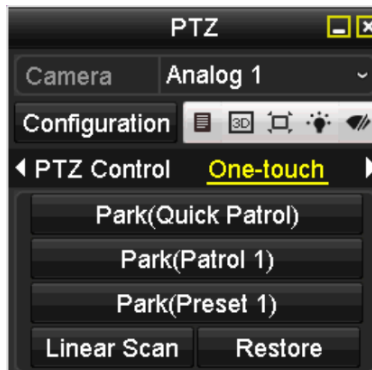 PTZ
Camera Analog 1
Configuration 3D
PTZ Control One-touch
Park(Quick Patrol)
Park(Patrol 1)
Park(Preset 1)
Linear Scan Restore